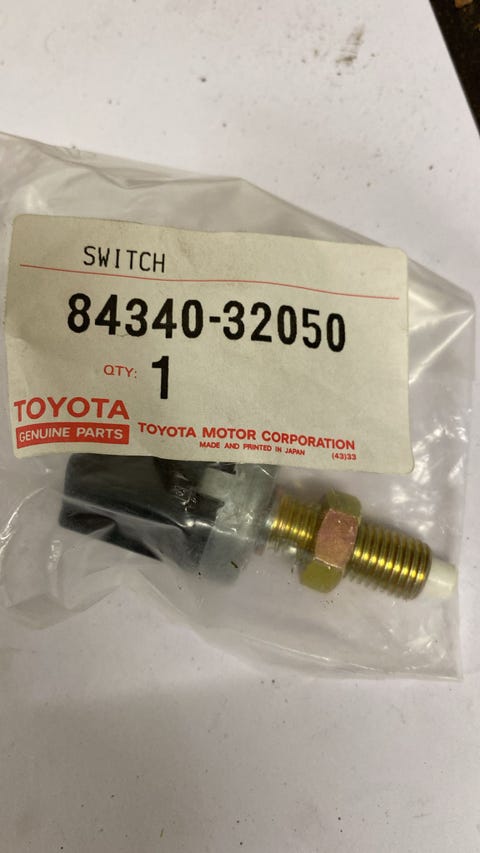 SWITCH
84340-32050
QTY: 1
TOYOTA
GENUINE PARTS
TOYOTA MOTOR CORPORATION
MADE AND PRINTED IN JAPAN (43)33